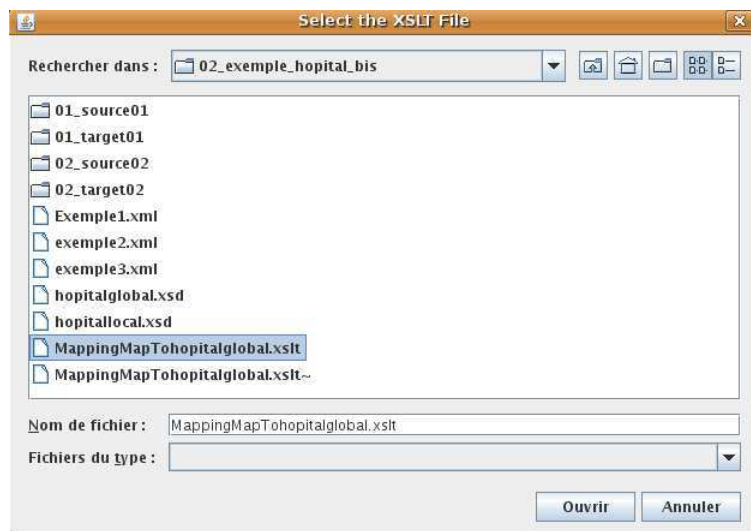 Select the XSLT File
Rechercher dans : 02_exemple_hopital_bis
01_source01
01_target01
02_source02
02_target02
Exemple1.xml
exemple2.xml
exemple3.xml
hopitalglobal.xsd
hopitallocal.xsd
MappingMapTohopitalglobal.xslt
MappingMapTohopitalglobal.xslt~
Nom de fichier : MappingMapTohopitalglobal.xslt
Fichiers du type :
Ouvrir Annuler